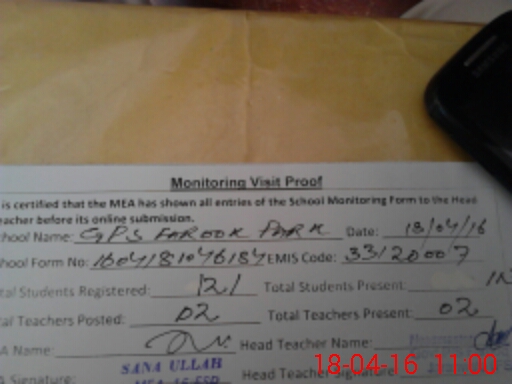 Monitoring Visit Proof
is certified that the MEA has shown all entries of the School Monitoring Form to the Head
eacher before its online submission.
chool Name: GPS FAROOK PARK Date: 18/04/16
chool Form No: 1604181046184 EMIS Code: 33120007
tal Students Registered: 121 Total Students Present:
tal Teachers Posted: 02 Total Teachers Present: 02
A Name: Head Teacher Name:
SANA ULLAH
A Signature: Head Teacher Signature:
18-04-16 11:00